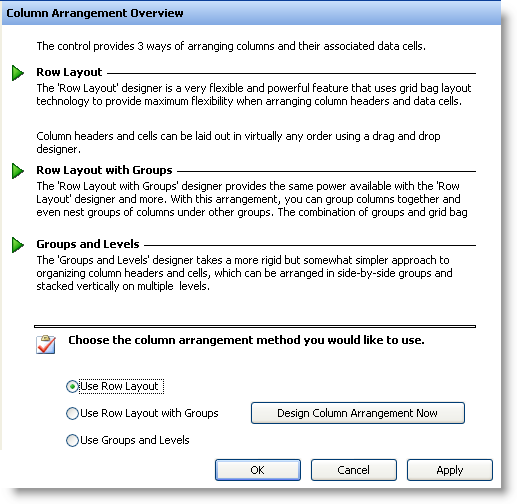 Column Arrangement Overview
The control provides 3 ways of arranging columns and their associated data cells.
Row Layout
The 'Row Layout' designer is a very flexible and powerful feature that uses grid bag layout
technology to provide maximum flexibility when arranging column headers and data cells.
Column headers and cells can be laid out in virtually any order using a drag and drop
designer.
Row Layout with Groups
The 'Row Layout with Groups' designer provides the same power available with the 'Row
Layout' designer and more. With this arrangement, you can group columns together and
even nest groups of columns under other groups. The combination of groups and grid bag
Groups and Levels
The 'Groups and Levels' designer takes a more rigid but somewhat simpler approach to
organizing column headers and cells, which can be arranged in side-by-side groups and
stacked vertically on multiple levels.
Choose the column arrangement method you would like to use.
Use Row Layout
Use Row Layout with Groups
Design Column Arrangement Now
Use Groups and Levels
OK
Cancel
Apply